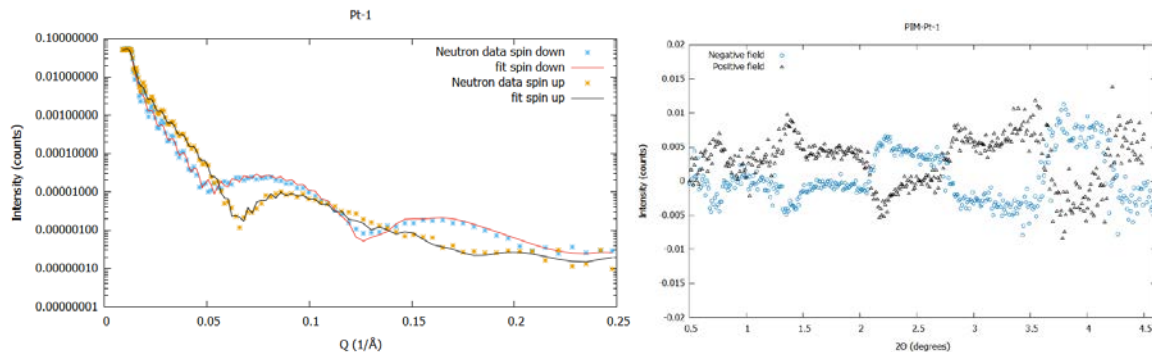 Pt-1
Neutron data spin down
fit spin down
Neutron data spin up
fit spin up
0.10000000
0.01000000
0.00100000
0.00010000
0.00001000
0.00000100
0.00000010
0.00000001
Intensity (counts)
0 0.05 0.1 0.15 0.2 0.25
Q (1/Å)
PIM-Pt-1
Negative field
Positive field
0.02
0.015
0.01
0.005
0
-0.005
-0.01
-0.015
-0.02
Intensity (counts)
0.5 1 1.5 2 2.5 3 3.5 4 4.5
2Θ (degrees)